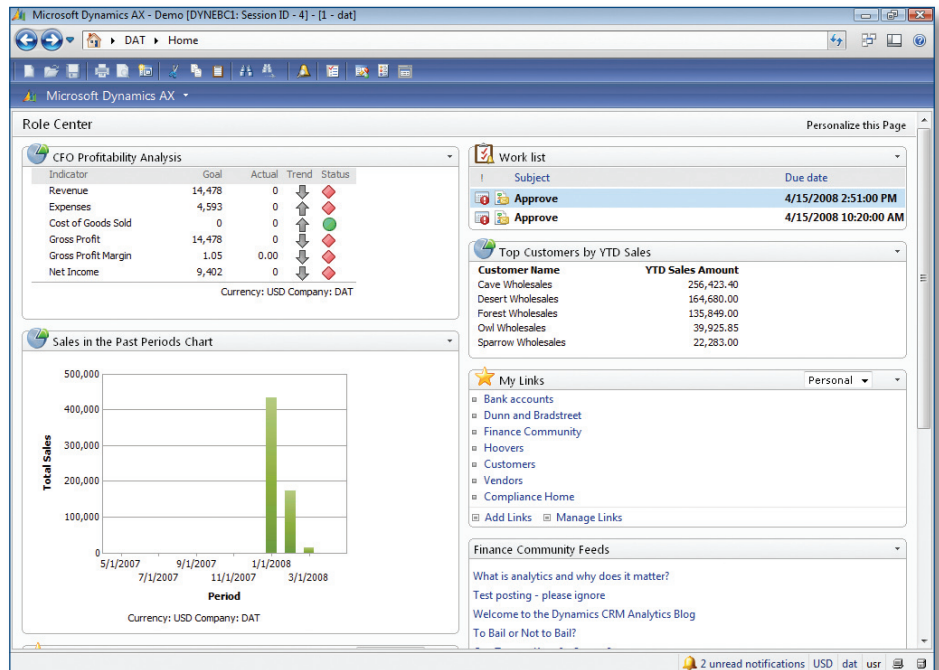 Microsoft Dynamics AX - Demo [DYNEBC1: Session ID - 4] - [1 - dat]
DAT Home
Microsoft Dynamics AX
Role Center
Personalize this Page
CFO Profitability Analysis
Indicator Goal Actual Trend Status
Revenue 14,478 0
Expenses 4,593 0
Cost of Goods Sold 0 0
Gross Profit 14,478 0
Gross Profit Margin 1.05 0.00
Net Income 9,402 0
Currency: USD Company: DAT
Sales in the Past Periods Chart
500,000
400,000
300,000
200,000
100,000
0
Total Sales
5/1/2007 9/1/2007 1/1/2008
7/1/2007 11/1/2007 3/1/2008
Period
Currency: USD Company: DAT
Work list
! Subject Due date
Approve 4/15/2008 2:51:00 PM
Approve 4/15/2008 10:20:00 AM
Top Customers by YTD Sales
Customer Name YTD Sales Amount
Cave Wholesales 256,423.40
Desert Wholesales 164,680.00
Forest Wholesales 135,849.00
Owl Wholesales 39,925.85
Sparrow Wholesales 22,283.00
My Links
Personal
Bank accounts
Dunn and Bradstreet
Finance Community
Hoovers
Customers
Vendors
Compliance Home
Add Links Manage Links
Finance Community Feeds
What is analytics and why does it matter?
Test posting - please ignore
Welcome to the Dynamics CRM Analytics Blog
To Bail or Not to Bail?
2 unread notifications USD dat usr